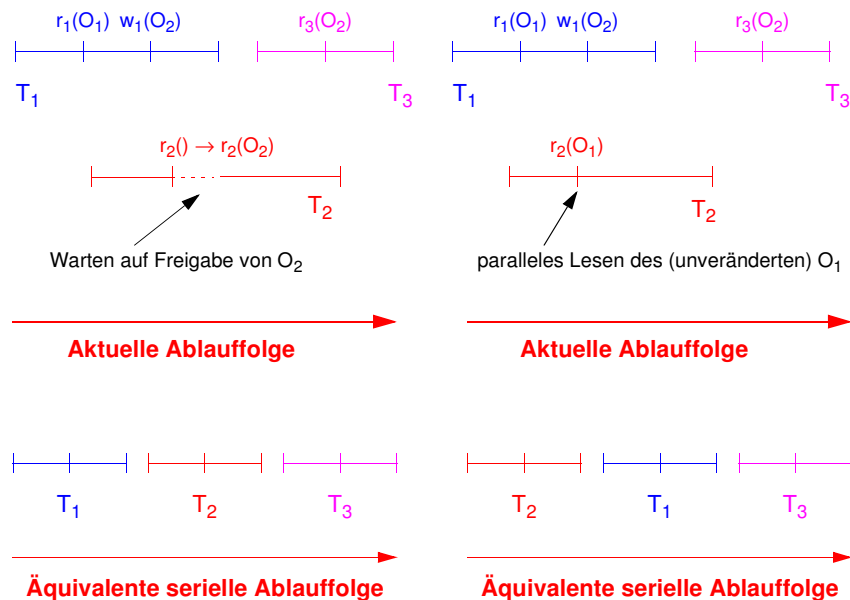 r1(O1) w1(O2)
r3(O2)
T1
T3
r2() → r2(O2)
T2
Warten auf Freigabe von O2
Aktuelle Ablauffolge
T1
T2
T3
Äquivalente serielle Ablauffolge
r1(O1) w1(O2)
r3(O2)
T1
T3
r2(O1)
T2
paralleles Lesen des (unveränderten) O1
Aktuelle Ablauffolge
T2
T1
T3
Äquivalente serielle Ablauffolge